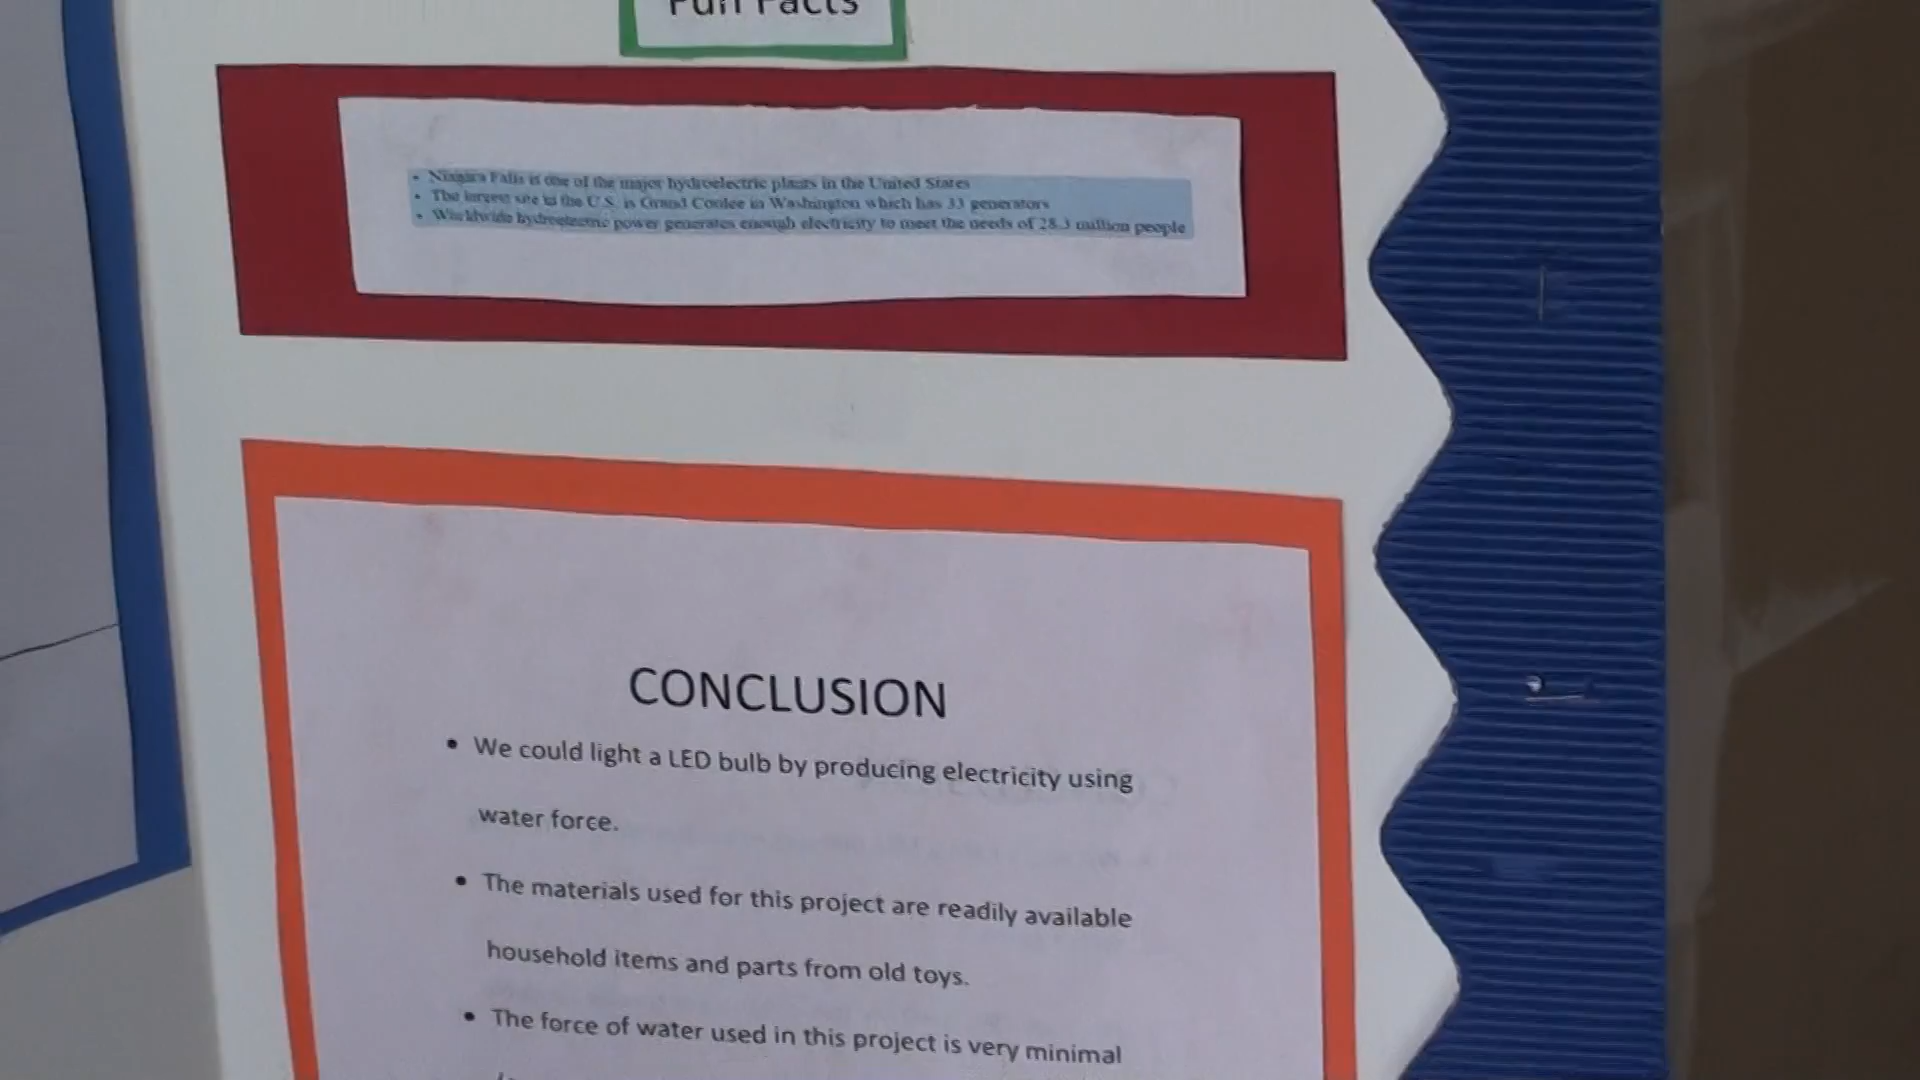 Fun Facts
• Niagara Falls is one of the major hydroelectric plants in the United States
• The largest site in the U.S. is Grand Coulee in Washington which has 33 generators
• Worldwide hydroelectric power generates enough electricity to meet the needs of 28.3 million people
CONCLUSION
• We could light a LED bulb by producing electricity using
water force.
• The materials used for this project are readily available
household items and parts from old toys.
• The force of water used in this project is very minimal